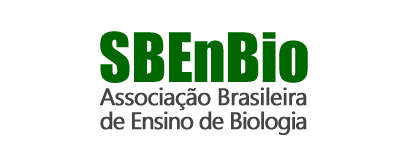 SBEnBio
Associação Brasileira
de Ensino de Biologia